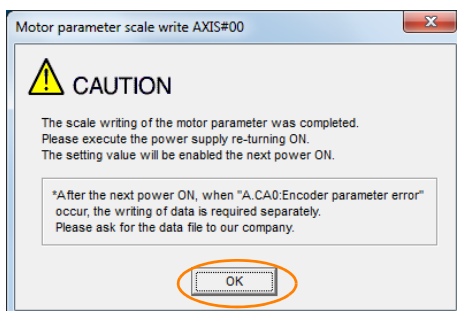 Motor parameter scale write AXIS#00
CAUTION
The scale writing of the motor parameter was completed.
Please execute the power supply re-turning ON.
The setting value will be enabled the next power ON.
*After the next power ON, when "A.CA0:Encoder parameter error"
occur, the writing of data is required separately.
Please ask for the data file to our company.
OK